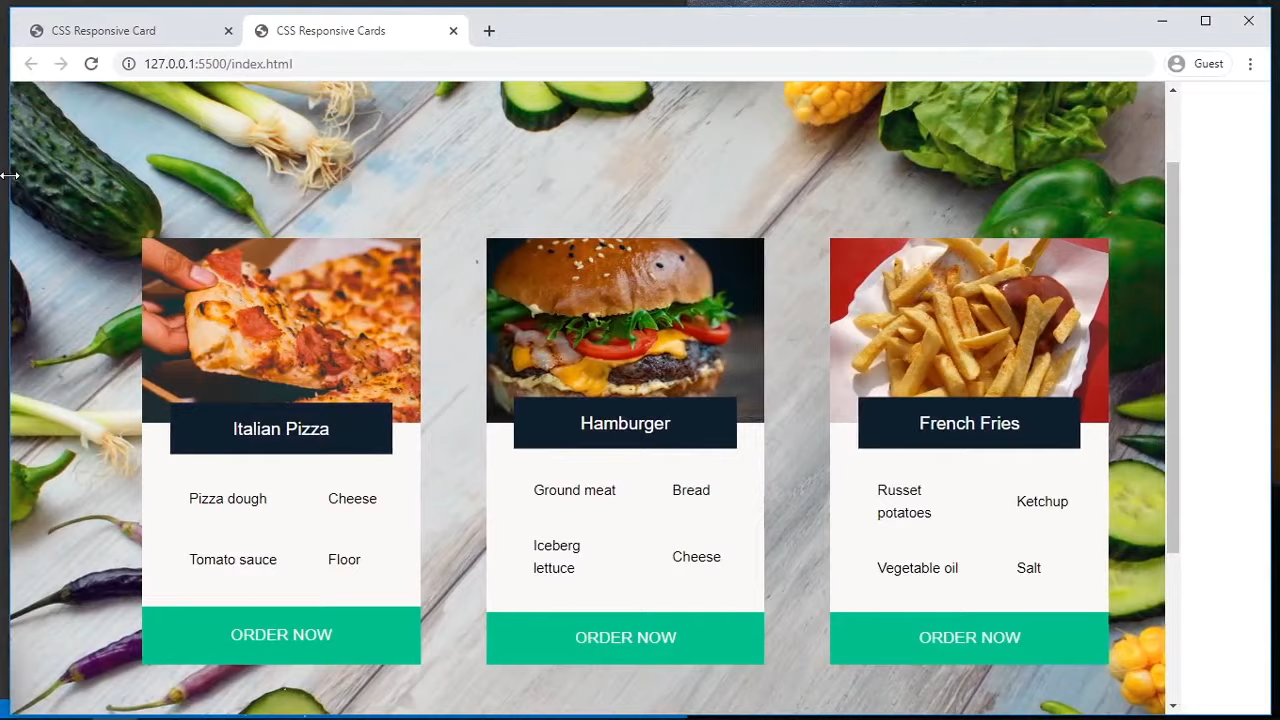 CSS Responsive Card
CSS Responsive Cards
127.0.0.1:5500/index.html
Guest
Italian Pizza
Pizza dough
Cheese
Tomato sauce
Floor
ORDER NOW
Hamburger
Ground meat
Bread
Iceberg
lettuce
Cheese
ORDER NOW
French Fries
Russet
potatoes
Ketchup
Vegetable oil
Salt
ORDER NOW